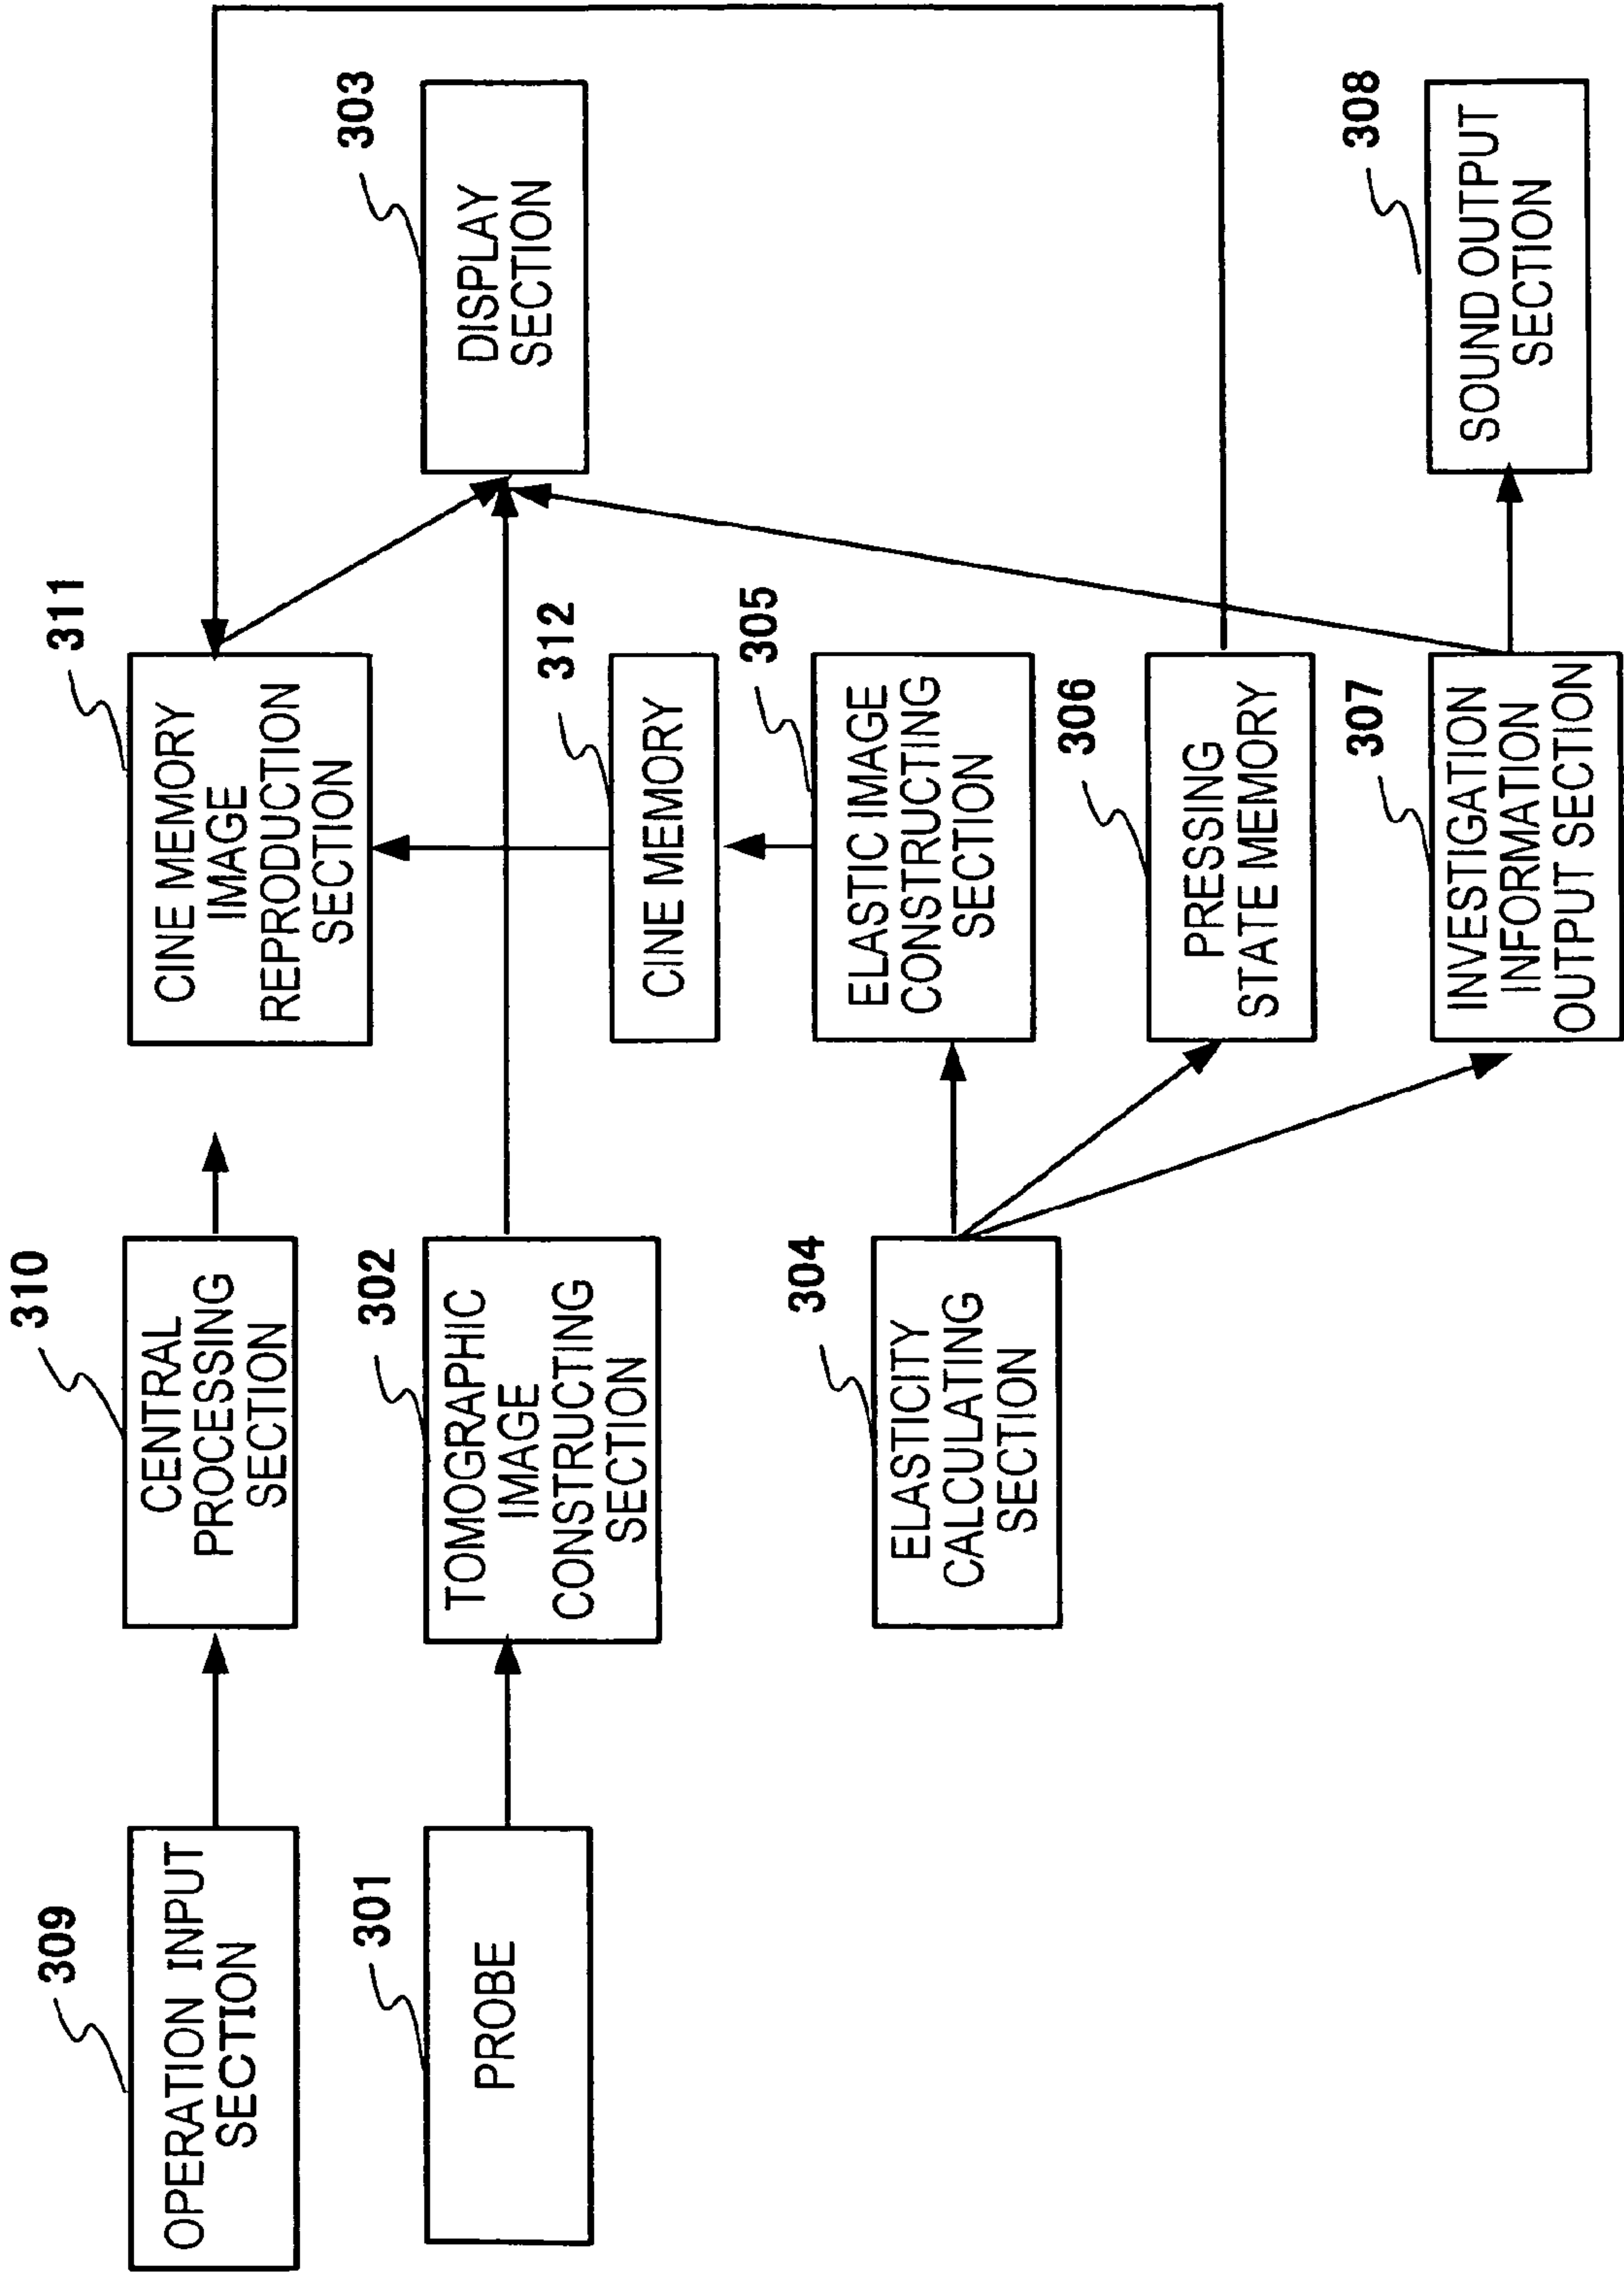 309
OPERATION INPUT
SECTION
310
CENTRAL
PROCESSING
SECTION
311
CINE MEMORY
IMAGE
REPRODUCTION
SECTION
301
PROBE
302
TOMOGRAPHIC
IMAGE
CONSTRUCTING
SECTION
303
DISPLAY
SECTION
312
CINE MEMORY
304
ELASTICITY
CALCULATING
SECTION
305
ELASTIC IMAGE
CONSTRUCTING
SECTION
306
PRESSING
STATE MEMORY
307
INVESTIGATION
INFORMATION
OUTPUT SECTION
308
SOUND OUTPUT
SECTION